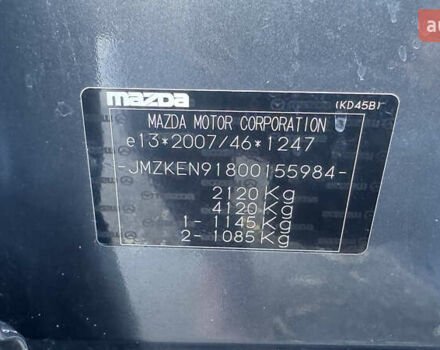 mazda
(KD45B)
MAZDA MOTOR CORPORATION
e13*2007/46*1247
-JMZKEN91800155984-
2120Kg
4120Kg
1- 1145Kg
2- 1085Kg